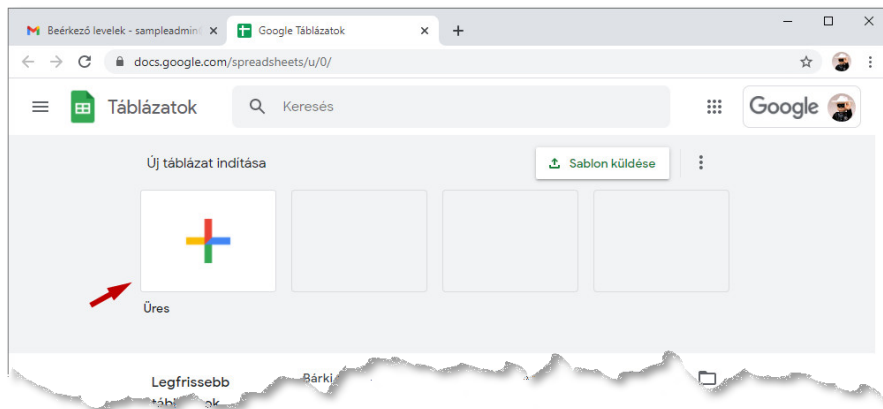 Beérkező levelek - sampleadmin
Google Táblázatok
docs.google.com/spreadsheets/u/0/
Táblázatok
Keresés
Google
Új táblázat indítása
Sablon küldése
Üres
Legfrissebb
Bárki